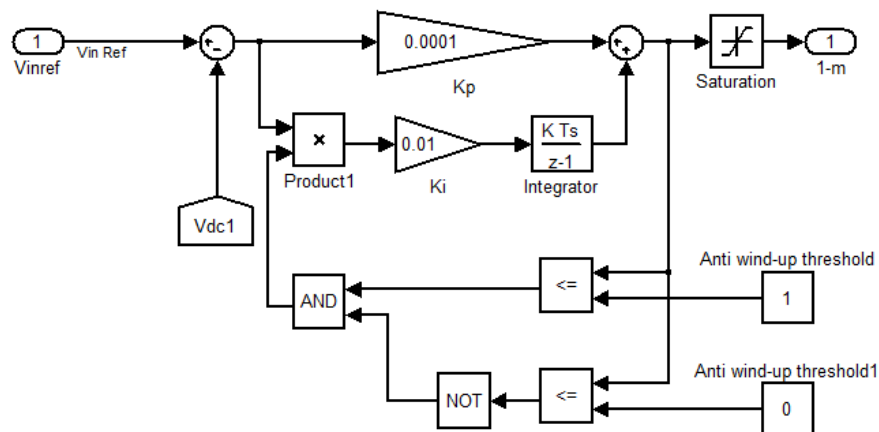 1
Vinref
Vin Ref
+
-
0.0001
Kp
+
+
Saturation
1
1-m
×
Product1
0.01
Ki
K Ts
z-1
Integrator
Vdc1
AND
<=
Anti wind-up threshold
1
NOT
<=
Anti wind-up threshold1
0